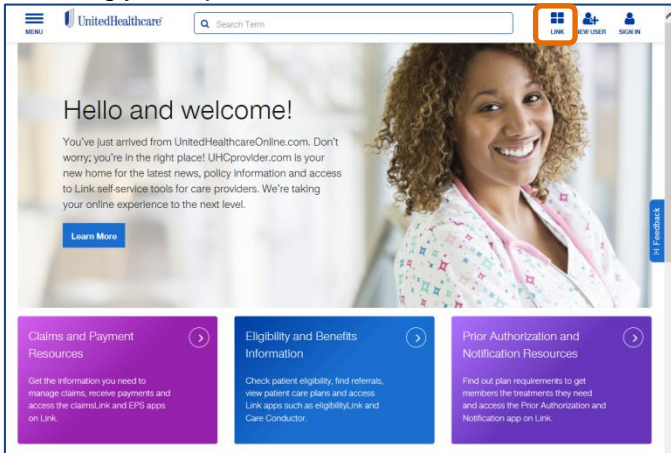 MENU
UnitedHealthcare
Search Term
LINK
NEW USER
SIGN IN
Hello and welcome!
You've just arrived from UnitedHealthcareOnline.com. Don't
worry; you're in the right place! UHCprovider.com is your
new home for the latest news, policy information and access
to Link self-service tools for care providers. We're taking
your online experience to the next level.
Learn More
Feedback
Claims and Payment
Resources
Get the information you need to
manage claims, receive payments and
access the claimsLink and EPS apps
on Link.
Eligibility and Benefits
Information
Check patient eligibility, find referrals,
view patient care plans and access
Link apps such as eligibilityLink and
Care Conductor.
Prior Authorization and
Notification Resources
Find out plan requirements to get
members the treatments they need
and access the Prior Authorization and
Notification app on Link.